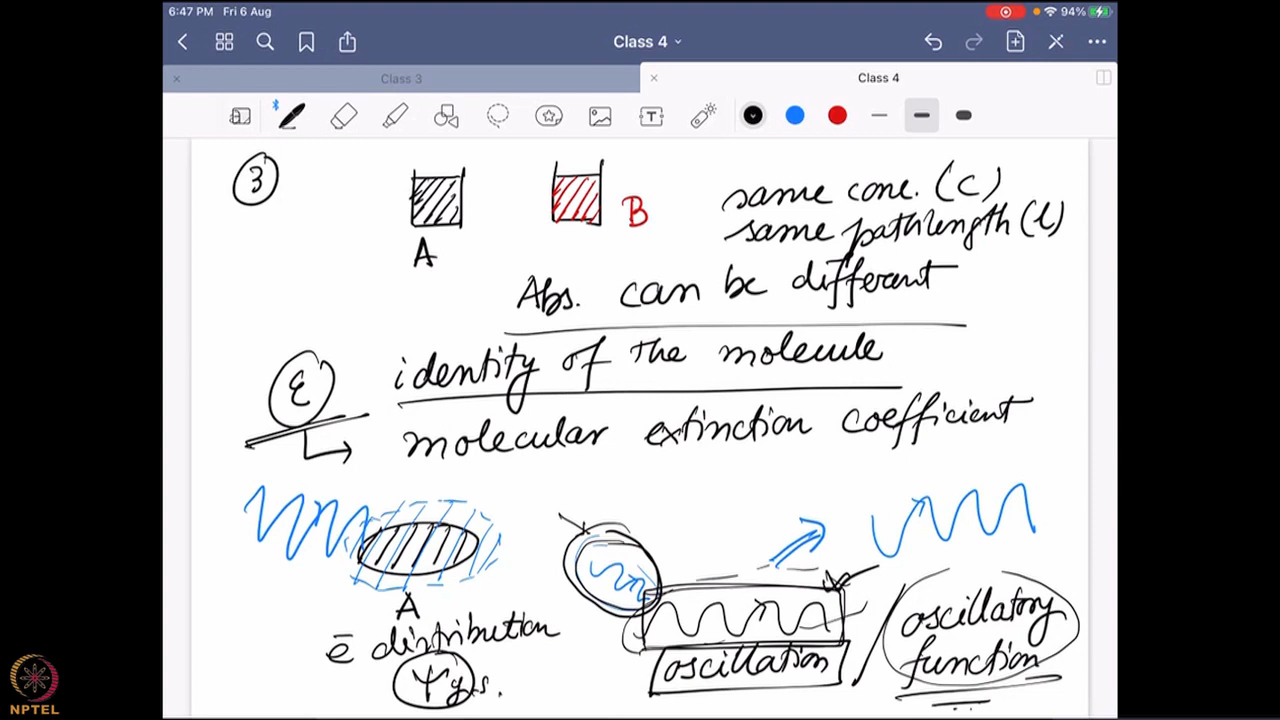 6:47 PM Fri 6 Aug
94%
Class 4
Class 3
Class 4
T
3
A
B
same conc. (C)
same pathlength (l)
Abs. can be different
identity of the molecule
ε
molecular extinction coefficient
A
ē distribution
Ψg.s.
oscillation
oscillatory
function
NPTEL